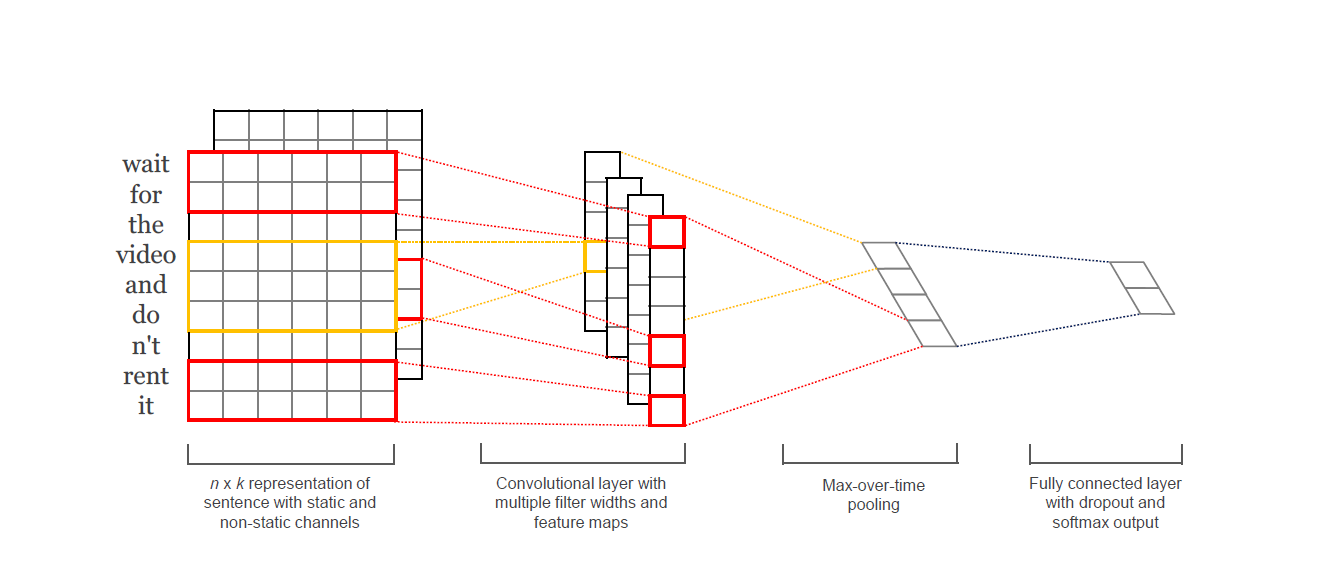 wait
for
the
video
and
do
n't
rent
it
n x k representation of
sentence with static and
non-static channels
Convolutional layer with
multiple filter widths and
feature maps
Max-over-time
pooling
Fully connected layer
with dropout and
softmax output